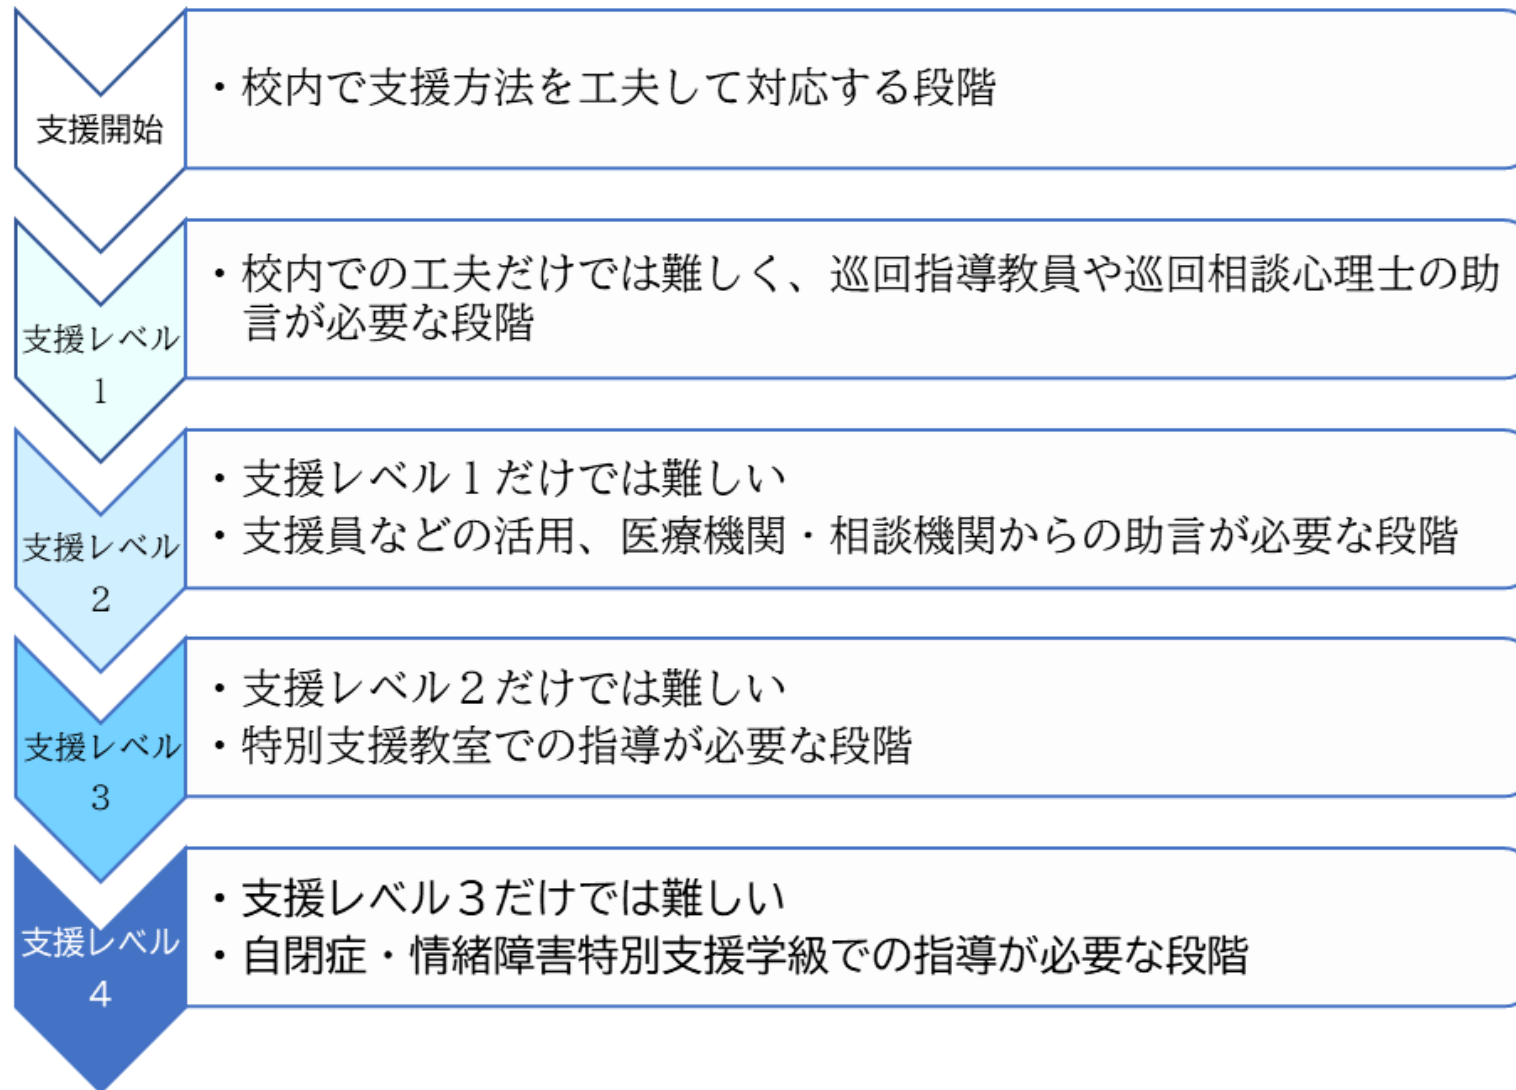 支援開始
・校内で支援方法を工夫して対応する段階
支援レベル
１
・校内での工夫だけでは難しく、巡回指導教員や巡回相談心理士の助
言が必要な段階
支援レベル
２
・支援レベル１だけでは難しい
・支援員などの活用、医療機関・相談機関からの助言が必要な段階
支援レベル
３
・支援レベル２だけでは難しい
・特別支援教室での指導が必要な段階
支援レベル
４
・支援レベル３だけでは難しい
・自閉症・情緒障害特別支援学級での指導が必要な段階